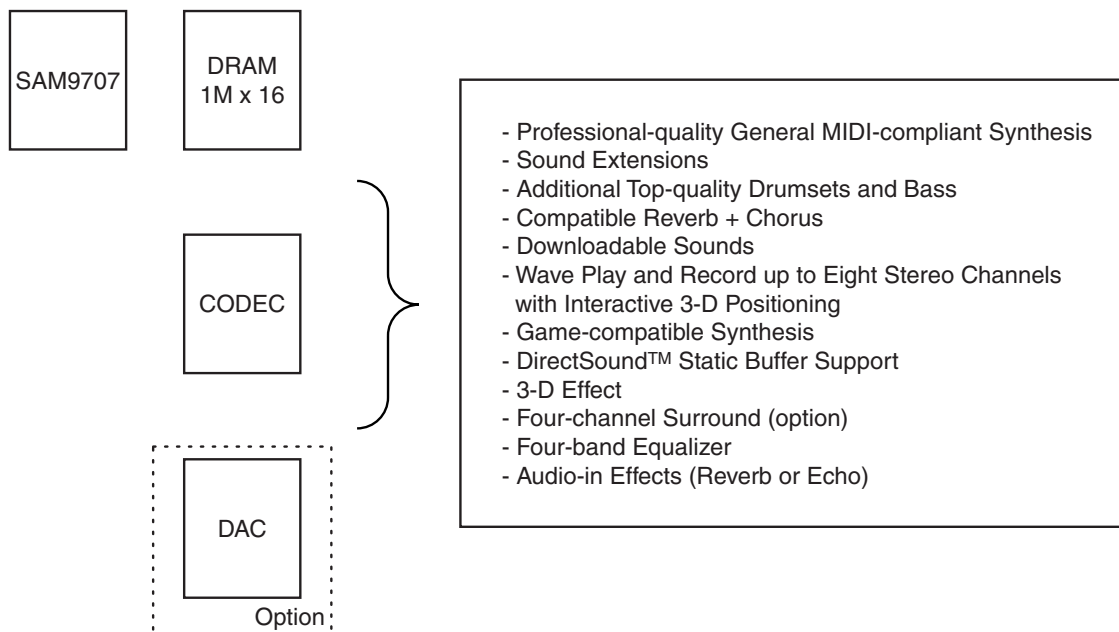 SAM9707
DRAM
1M x 16
CODEC
DAC
Option
- Professional-quality General MIDI-compliant Synthesis
- Sound Extensions
- Additional Top-quality Drumsets and Bass
- Compatible Reverb + Chorus
- Downloadable Sounds
- Wave Play and Record up to Eight Stereo Channels
with Interactive 3-D Positioning
- Game-compatible Synthesis
- DirectSound™ Static Buffer Support
- 3-D Effect
- Four-channel Surround (option)
- Four-band Equalizer
- Audio-in Effects (Reverb or Echo)